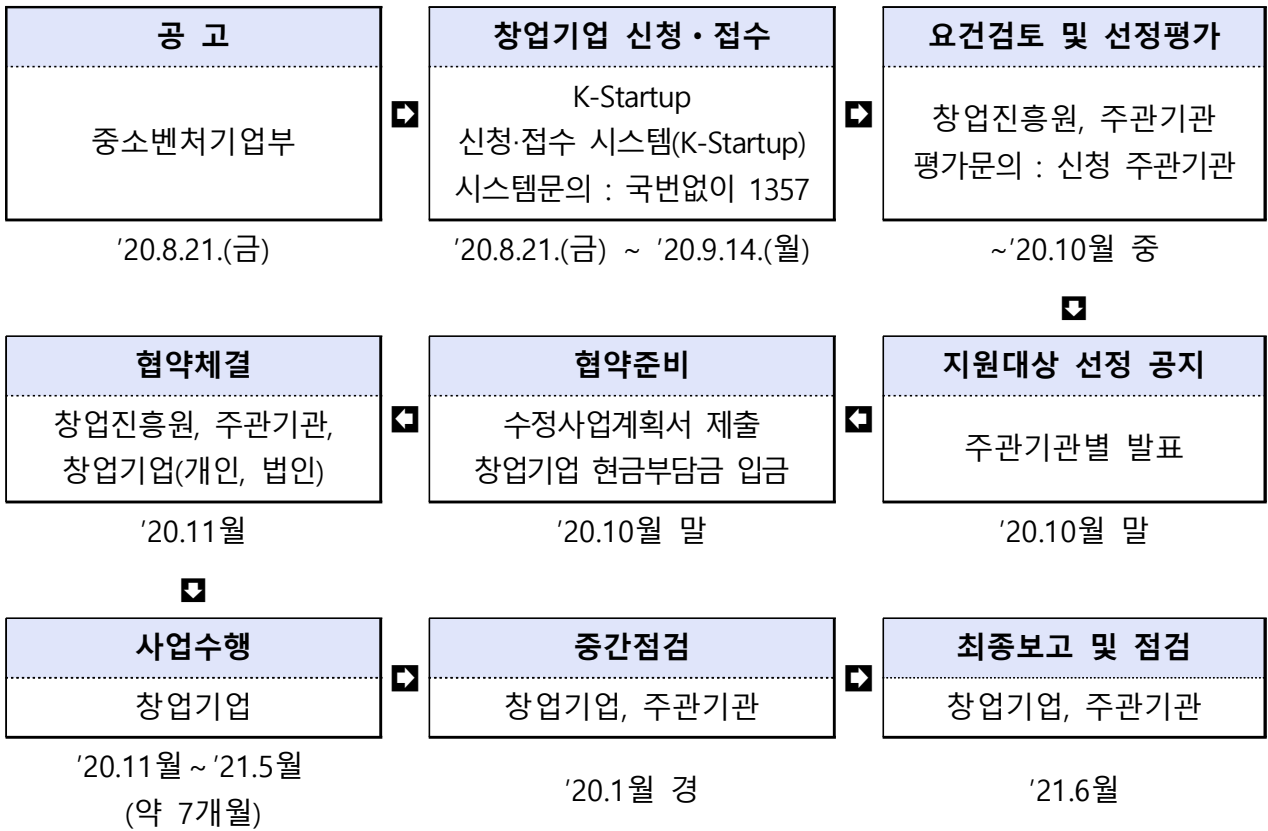 공 고
중소벤처기업부
'20.8.21.(금)
창업기업 신청・접수
K-Startup
신청·접수 시스템(K-Startup)
시스템문의 : 국번없이 1357
'20.8.21.(금) ~ '20.9.14.(월)
요건검토 및 선정평가
창업진흥원, 주관기관
평가문의 : 신청 주관기관
~'20.10월 중
지원대상 선정 공지
주관기관별 발표
'20.10월 말
협약준비
수정사업계획서 제출
창업기업 현금부담금 입금
'20.10월 말
협약체결
창업진흥원, 주관기관,
창업기업(개인, 법인)
'20.11월
사업수행
창업기업
'20.11월 ~ '21.5월
(약 7개월)
중간점검
창업기업, 주관기관
'20.1월 경
최종보고 및 점검
창업기업, 주관기관
'21.6월